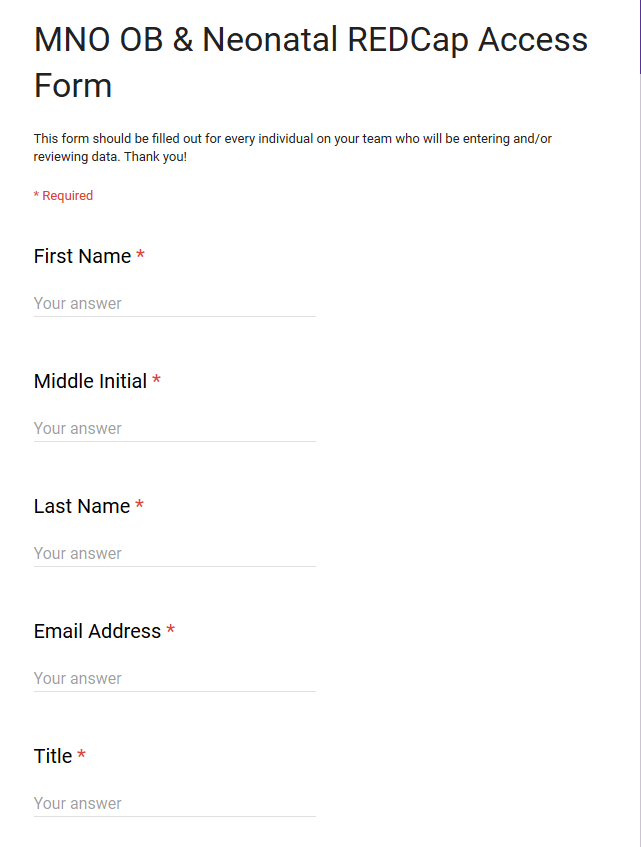 MNO OB & Neonatal REDCap Access
Form
This form should be filled out for every individual on your team who will be entering and/or
reviewing data. Thank you!
* Required
First Name *
Your answer
Middle Initial *
Your answer
Last Name *
Your answer
Email Address *
Your answer
Title *
Your answer